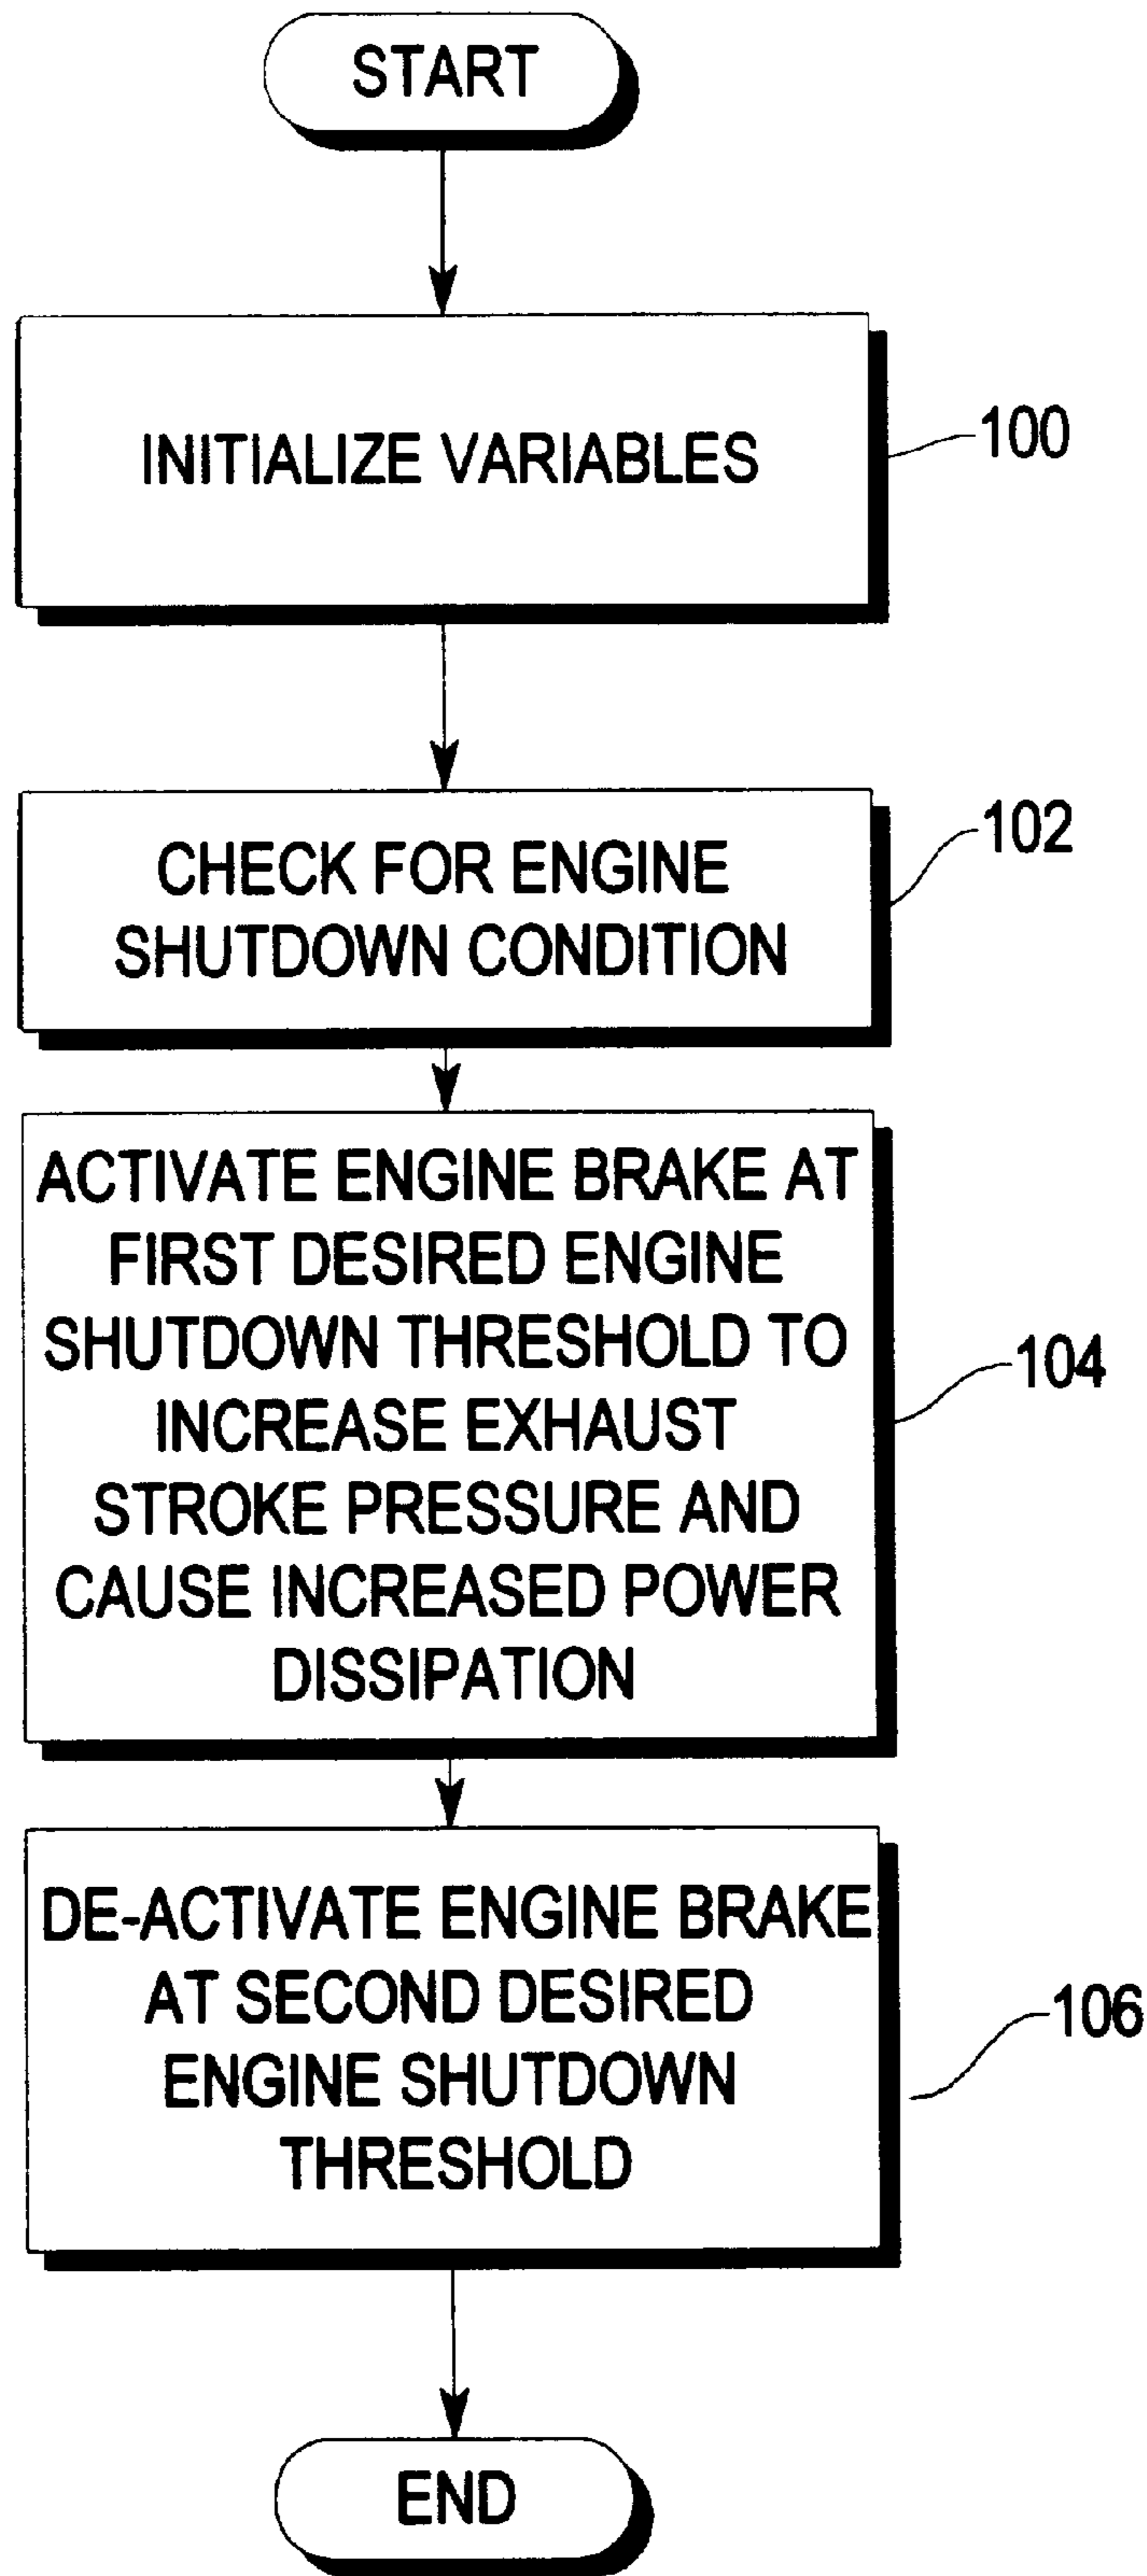 START
INITIALIZE VARIABLES
100
CHECK FOR ENGINE
SHUTDOWN CONDITION
102
ACTIVATE ENGINE BRAKE AT
FIRST DESIRED ENGINE
SHUTDOWN THRESHOLD TO
INCREASE EXHAUST
STROKE PRESSURE AND
CAUSE INCREASED POWER
DISSIPATION
104
DE-ACTIVATE ENGINE BRAKE
AT SECOND DESIRED
ENGINE SHUTDOWN
THRESHOLD
106
END